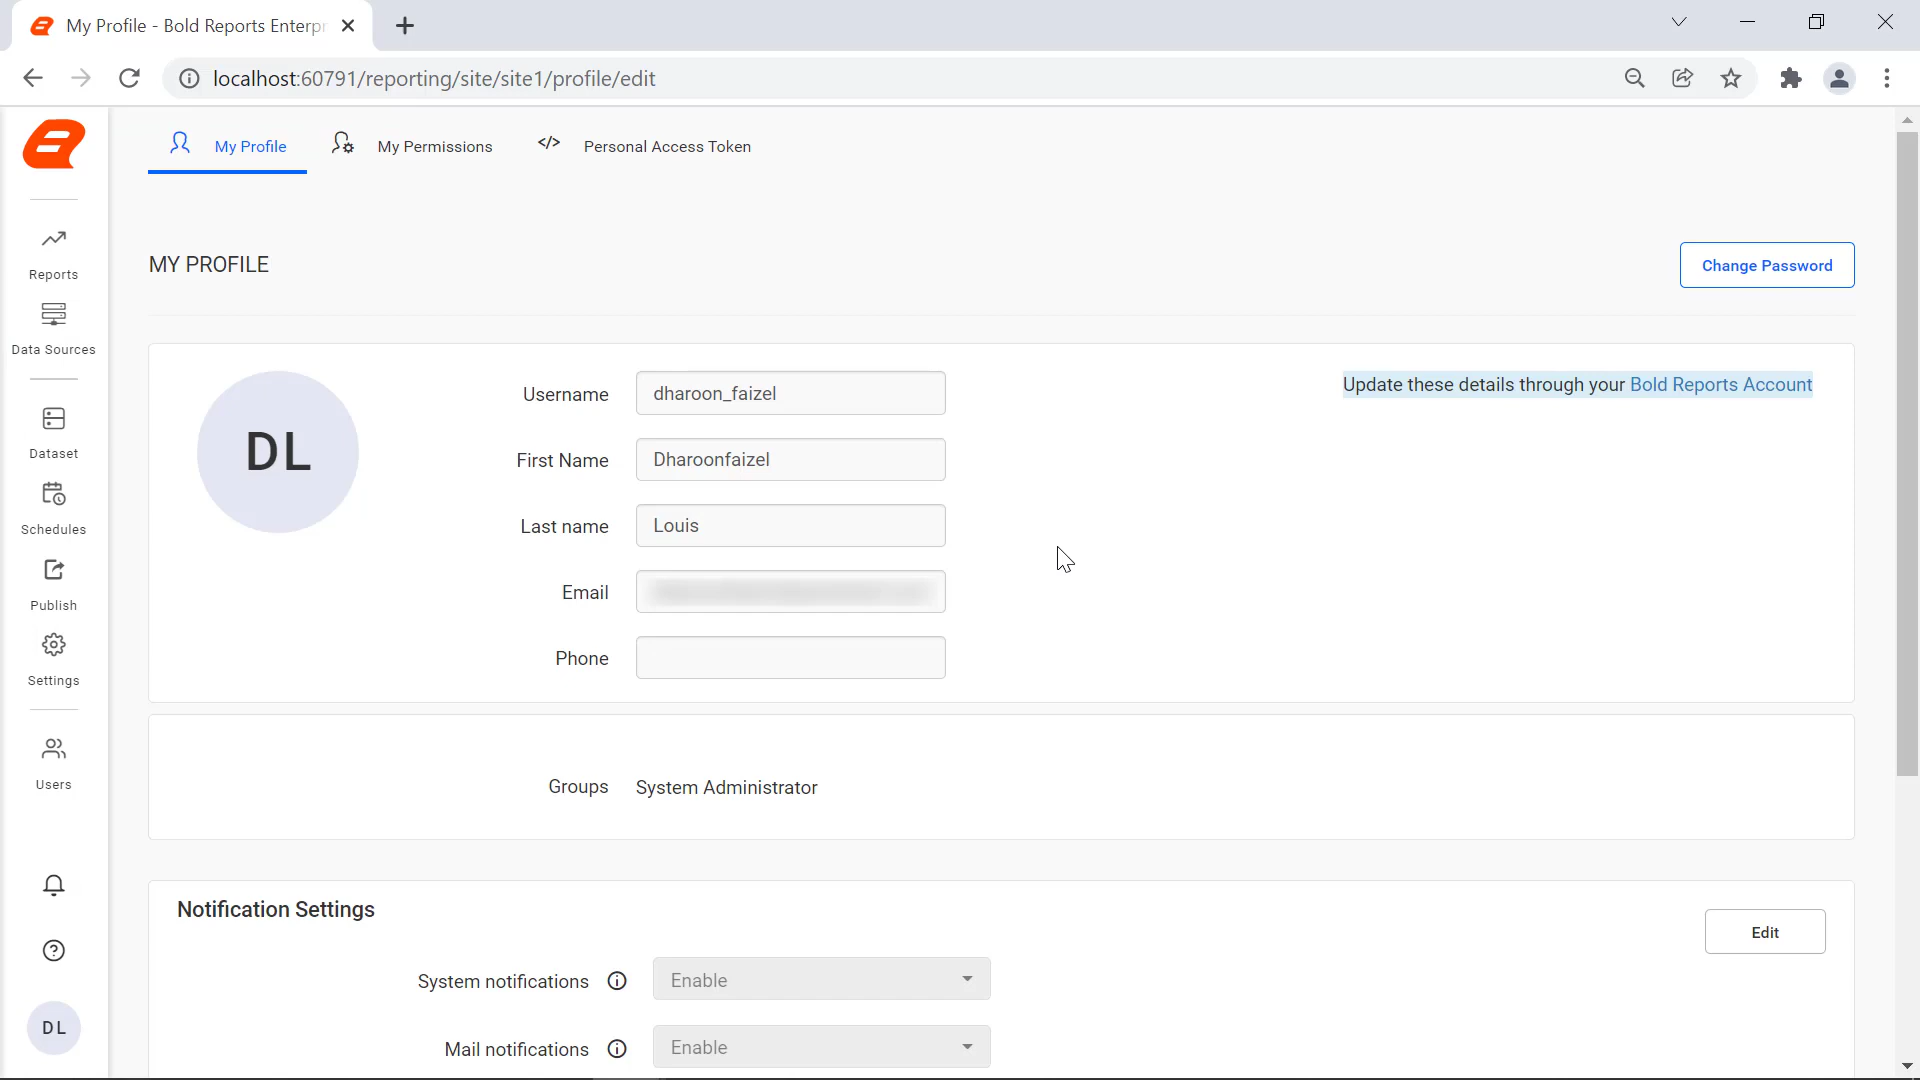 My Profile - Bold Reports Enterpr
localhost:60791/reporting/site/site1/profile/edit
My Profile
My Permissions
Personal Access Token
Reports
Data Sources
Dataset
Schedules
Publish
Settings
Users
DL
MY PROFILE
Change Password
DL
Username
dharoon_faizel
Update these details through your Bold Reports Account
First Name
Dharoonfaizel
Last name
Louis
Email
Phone
Groups
System Administrator
Notification Settings
Edit
System notifications
Enable
Mail notifications
Enable